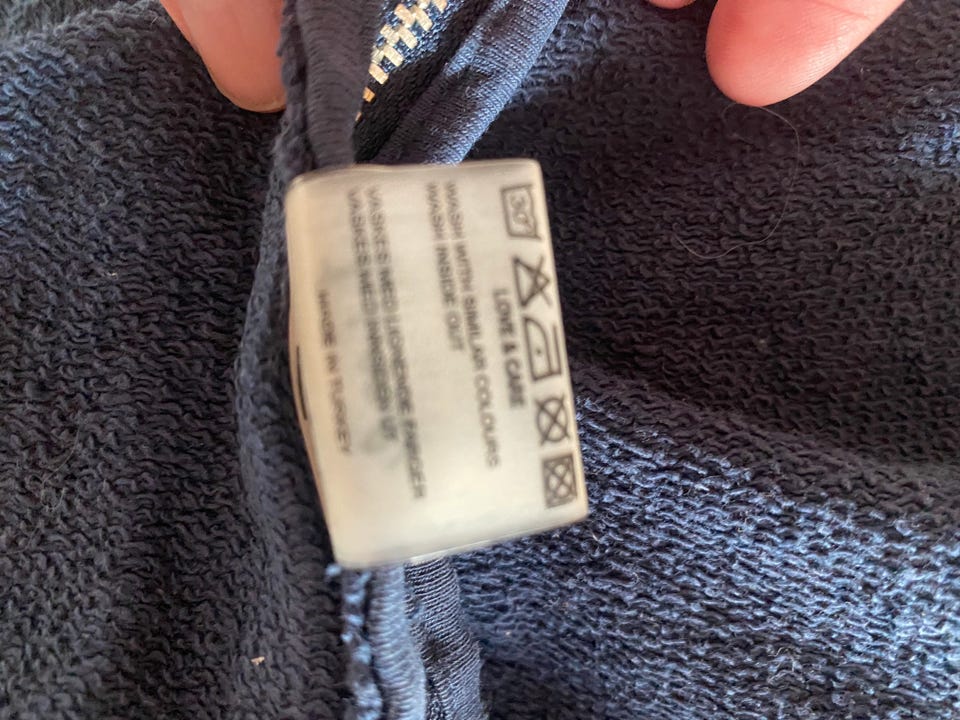 30°
LOVE & CARE
WASH WITH SIMILAR COLOURS
WASH INSIDE OUT
VASKES MED LIGNENDE FARGER
VASKES MED INNSIDEN UT
MADE IN TURKEY